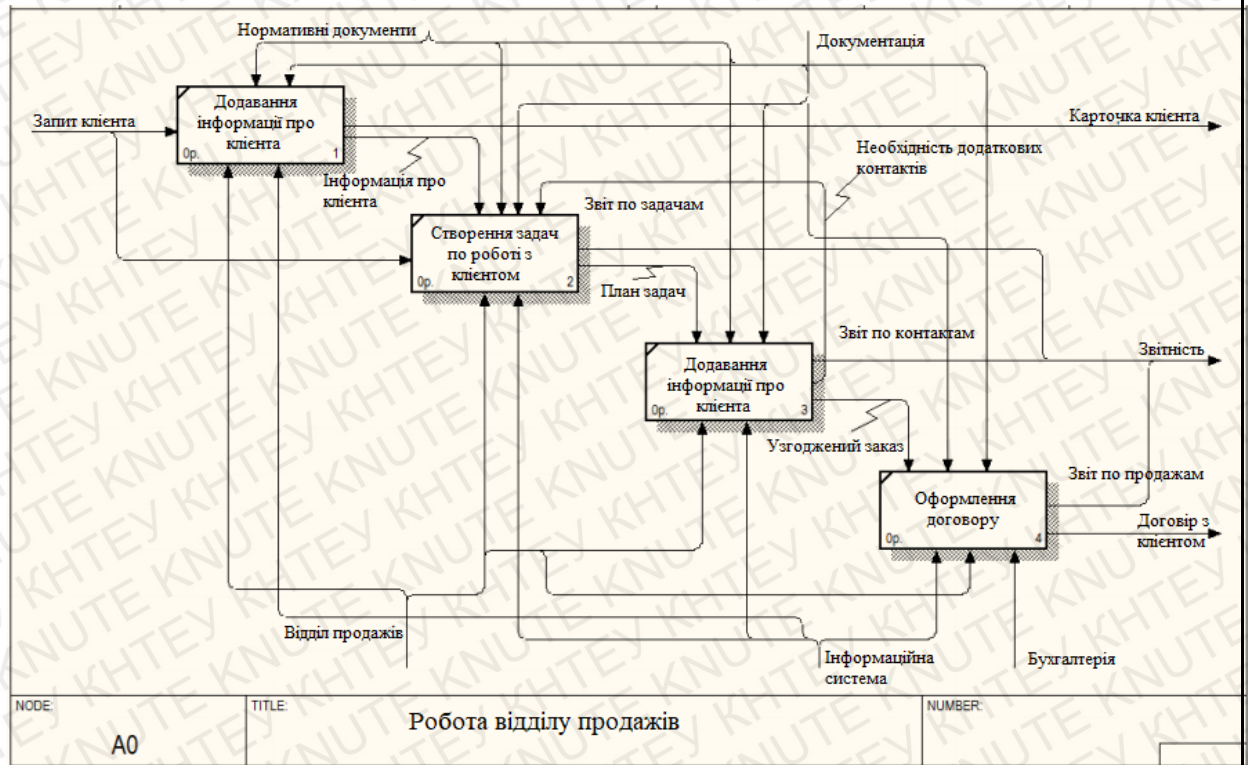 Нормативні документи
Документація
Додавання
інформації про
клієнта
0р. 1
Запит клієнта
Карточка клієнта
Необхідність додаткових
контактів
Інформація про
клієнта
Звіт по задачам
Створення задач
по роботі з
клієнтом
0р. 2
План задач
Звіт по контактам
Звітність
Додавання
інформації про
клієнта
0р. 3
Узгоджений заказ
Звіт по продажам
Оформлення
договору
0р. 4
Договір з
клієнтом
Відділ продажів
Інформаційна
система
Бухгалтерія
NODE:
A0
TITLE:
Робота відділу продажів
NUMBER:
KNUTE КНТЕУ